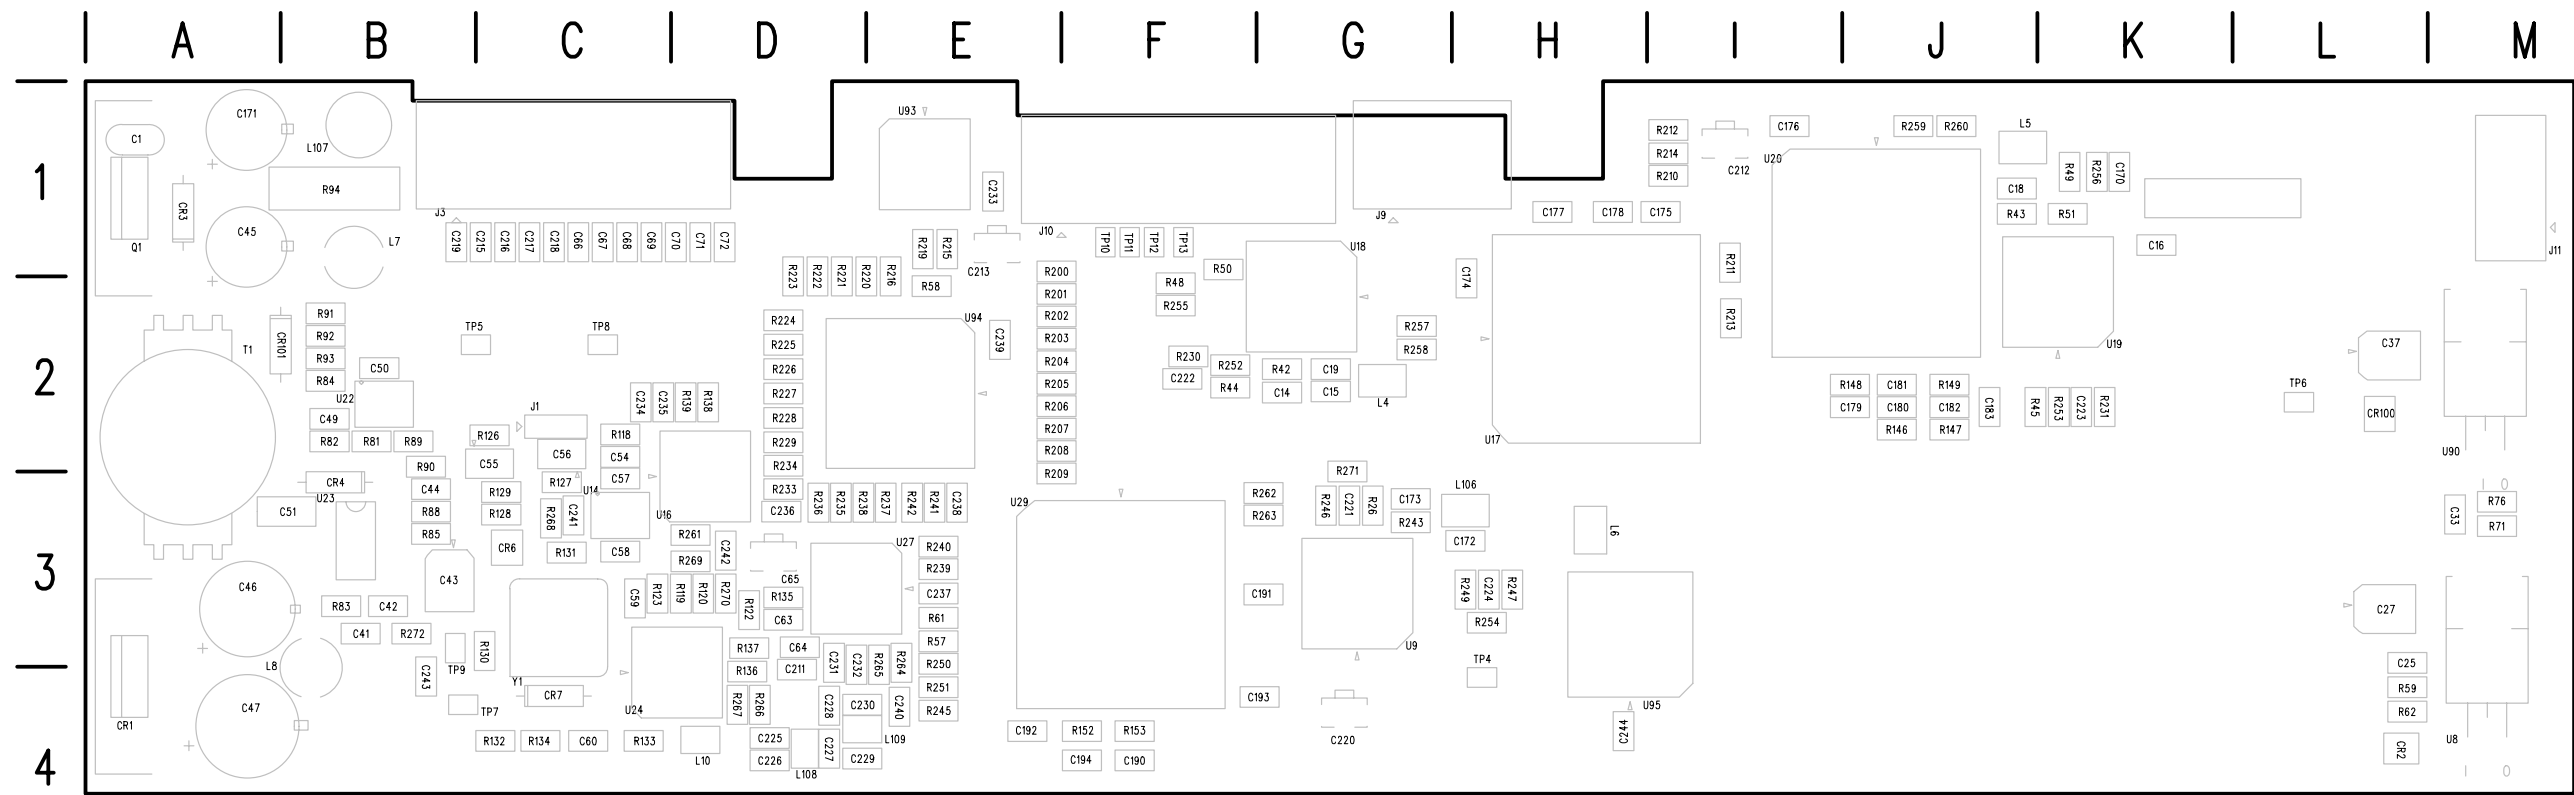 A B C D E F G H I J K L M
1
C171
U93
C1
L107
C176
R259 R260
L5
R212
R214
R210
C212
U20
R94
CR3
C233
R49 R256 C170
C18
R43 R51
J3
J9
C177 C178 C175
C45
Q1
L7
C219 C215 C216 C217 C218 C66 C67 C68 C69 C70 C71 C72
R219 R215
J10
TP10 TP11 TP12 TP13
U18
C16
J11
C213
R223 R222 R221 R220 R216
R58
R200
R50
C174
R211
2
R48
R201
R255
R91
R92
R93
R84
CR101
T1
TP5
TP8
R224
R225
R226
R227
R228
R229
R234
R233
C236
U94
C239
R202
R203
R204
R205
R206
R207
R208
R209
R257
R258
R213
R230 R252
C222 R44
R42 C19
C14 C15
L4
U19
C37
C50
U22
C49
R82 R81 R89
J1
C234 C235 R139 R138
R148 C181 R149
C179 C180 C182
R146 R147
C183
R45 R253 C223 R231
TP6
CR100
R126
C55
C56
R118
C54
C57
R90
U17
U90
R271
3
CR4
U23
C51
C44
R88
R85
R129
R128
R127
U14
R268 C241
U16
R236 R235 R238 R237 R242 R241 C238
U29
R262
R263
R246 C221 R26
C173
R243
L106
C172
L6
C33
R76
R71
CR6
R131
C58
R261
R269
C242
C65
U27
R240
R239
C237
R61
R57
R250
R251
R245
C43
C46
C59 R123 R119 R120 R270
R122
R135
C63
C191
R249 C224 R247
R254
C27
R83 C42
C41 R272
R130
TP9
R137
R136
C64
C211
C231 C232 R265 R264
U9
L8
C243
TP4
C25
R59
R62
4
Y1
CR7
TP7
U24
C47
CR1
R267 R266
C228
C230
C240
C193
U95
C244
C192
R152 R153
C194 C190
C220
U8
CR2
R132 R134 C60 R133
L10
C225
C226
L108
C227
C229
L109